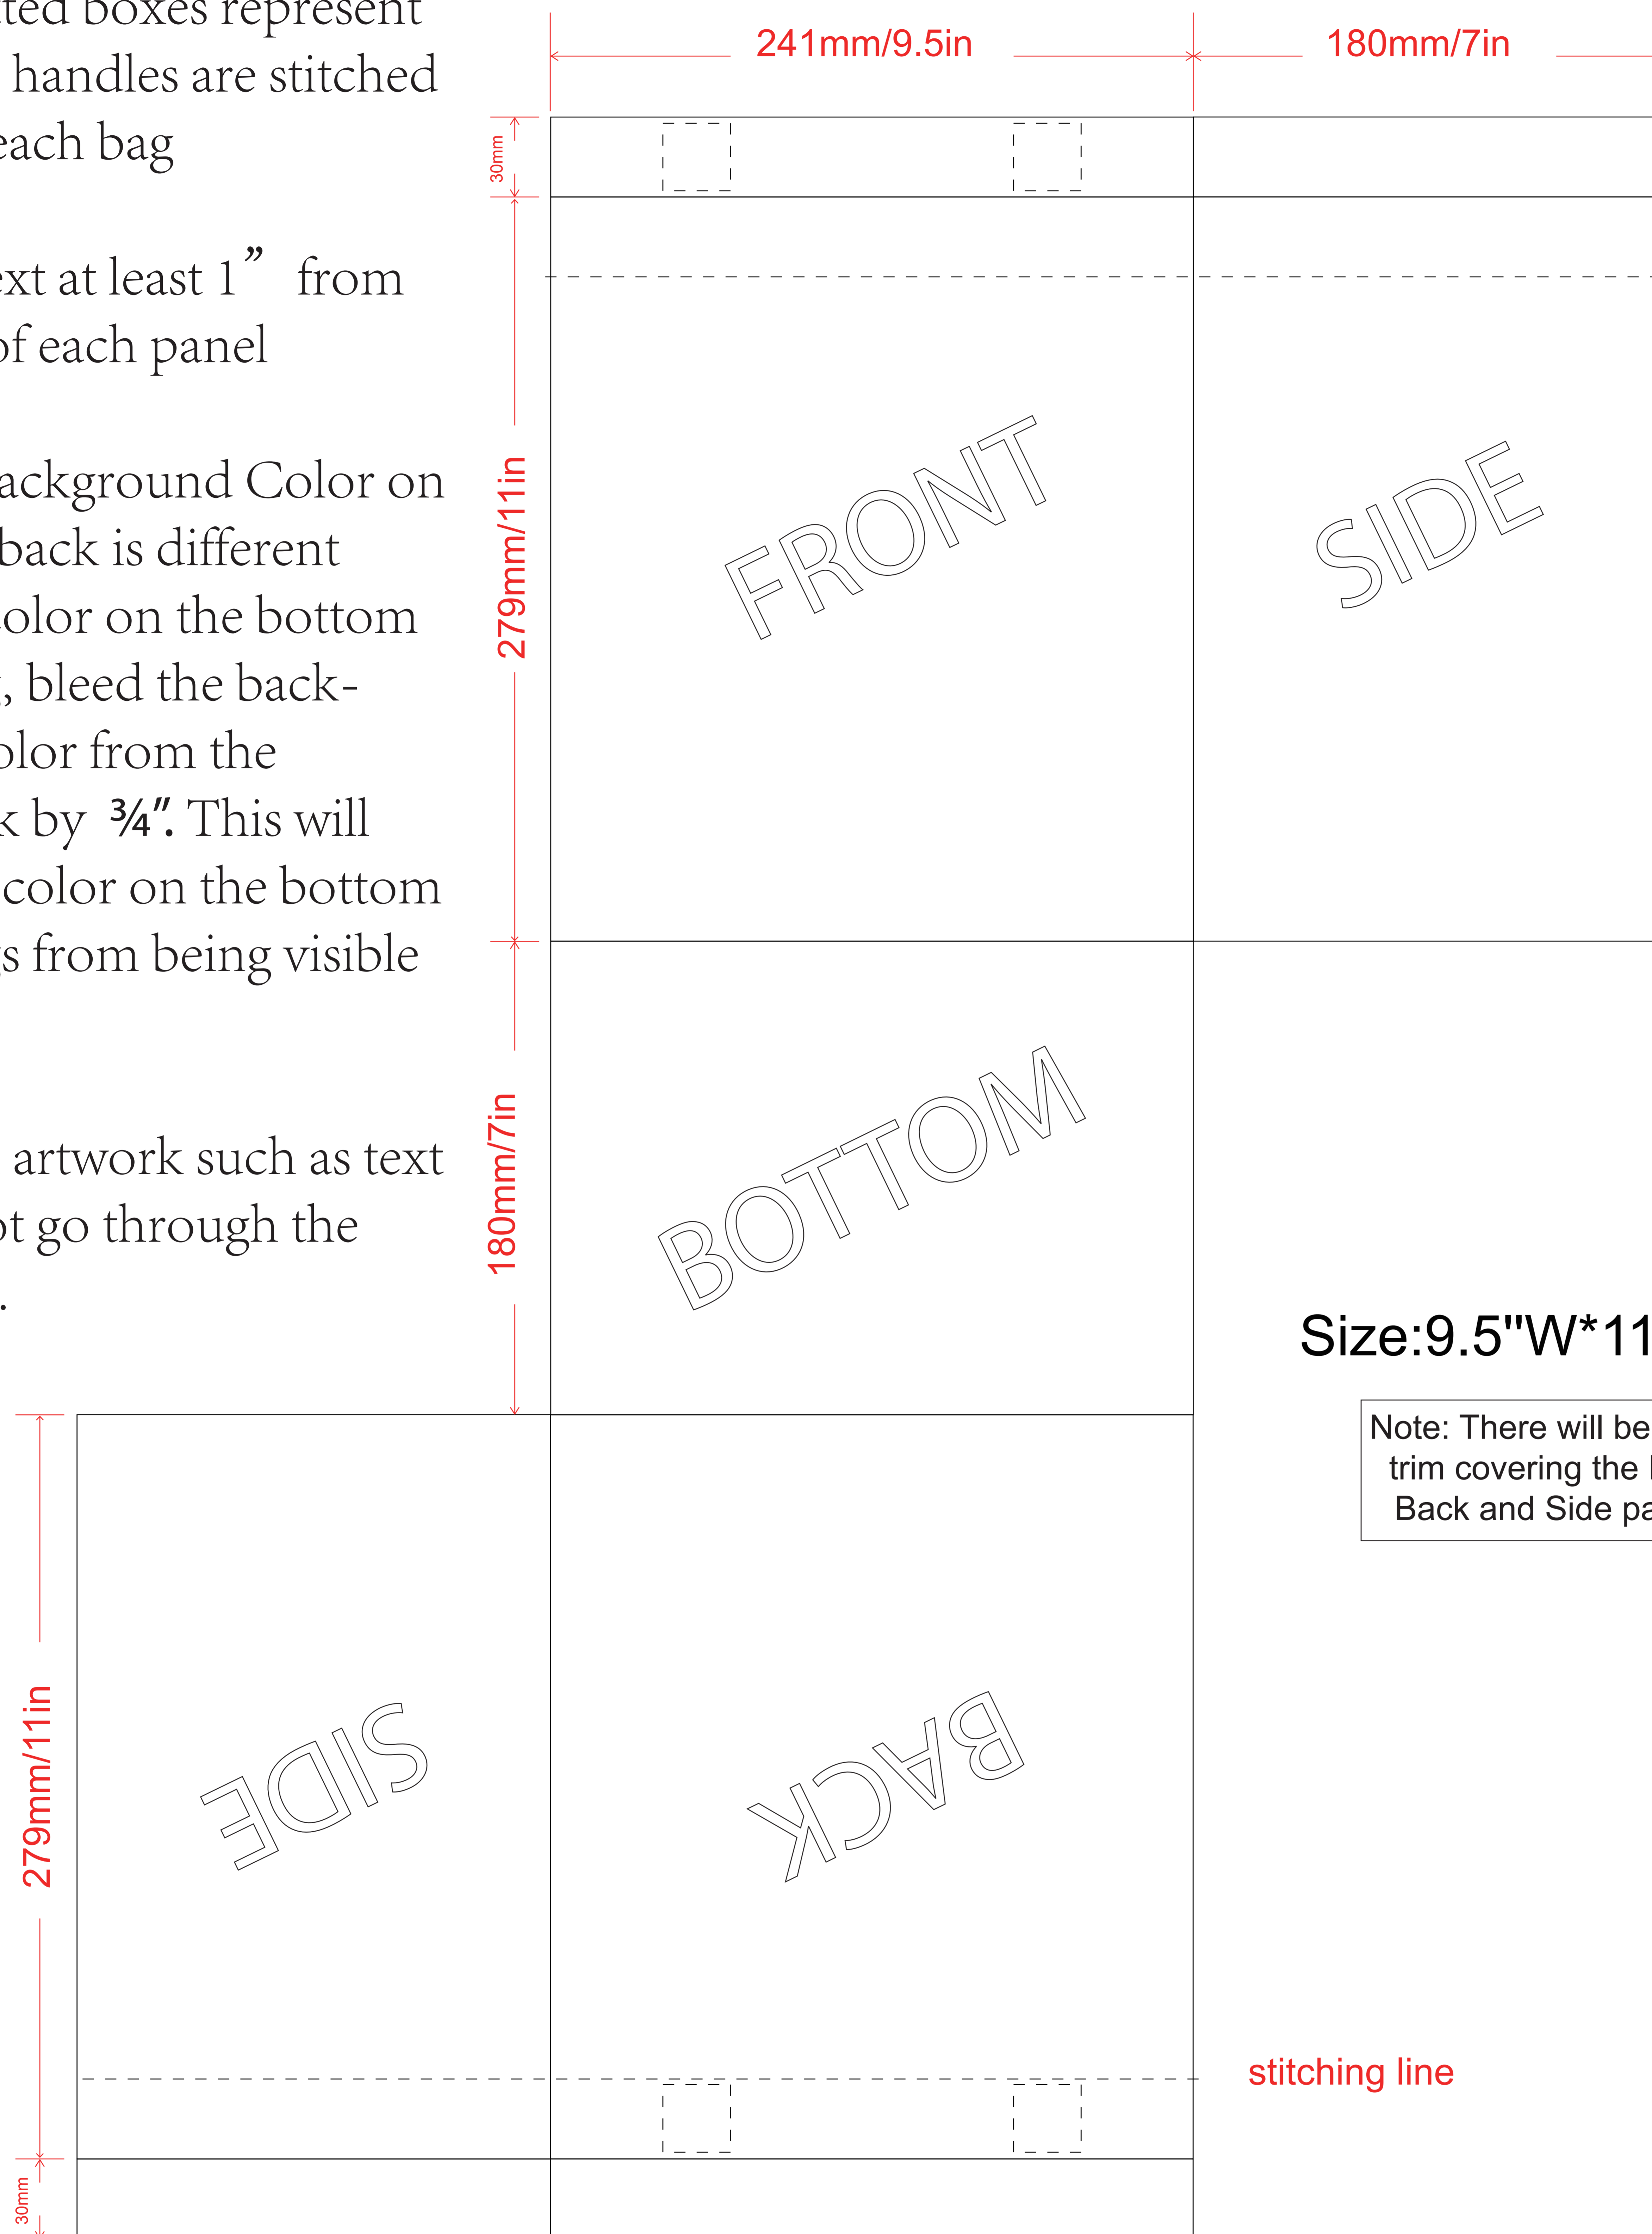 tted boxes represent
handles are stitched
each bag
ext at least 1” from
of each panel
ackground Color on
back is different
color on the bottom
, bleed the back-
olor from the
k by ¾”. This will
color on the bottom
gs from being visible
artwork such as text
ot go through the
.
241mm/9.5in
180mm/7in
30mm
279mm/11in
FRONT
SIDE
180mm/7in
BOTTOM
Size:9.5"W*11
Note: There will be
trim covering the
Back and Side pa
279mm/11in
SIDE
BACK
stitching line
30mm